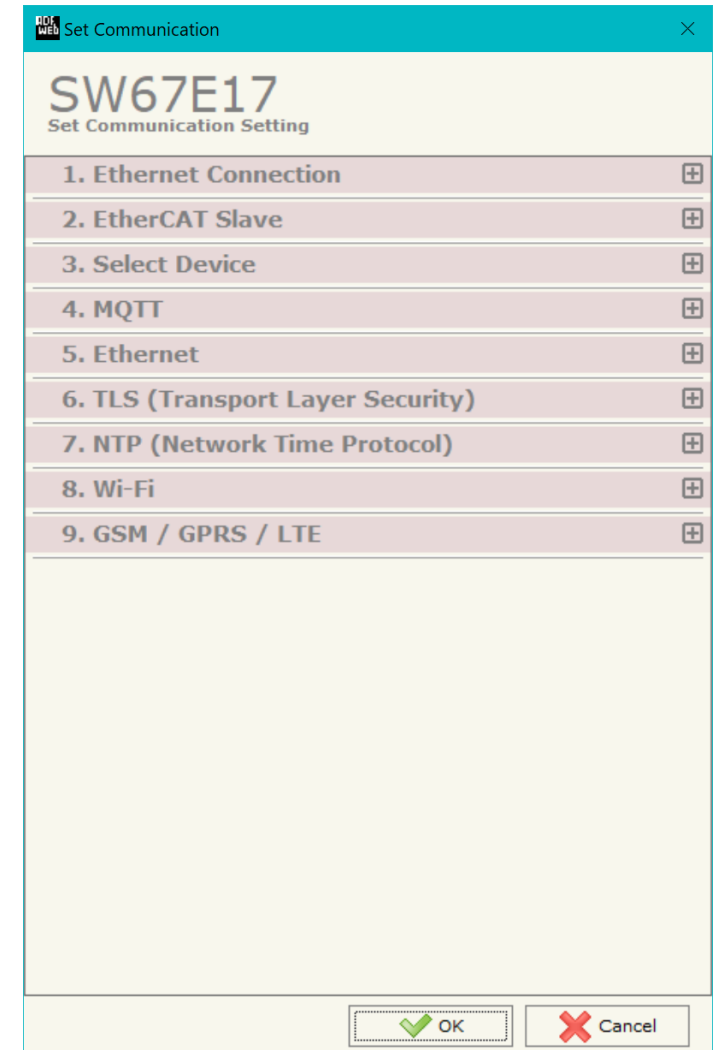 ADF
WEB Set Communication
SW67E17
Set Communication Setting
1. Ethernet Connection
2. EtherCAT Slave
3. Select Device
4. MQTT
5. Ethernet
6. TLS (Transport Layer Security)
7. NTP (Network Time Protocol)
8. Wi-Fi
9. GSM / GPRS / LTE
OK Cancel